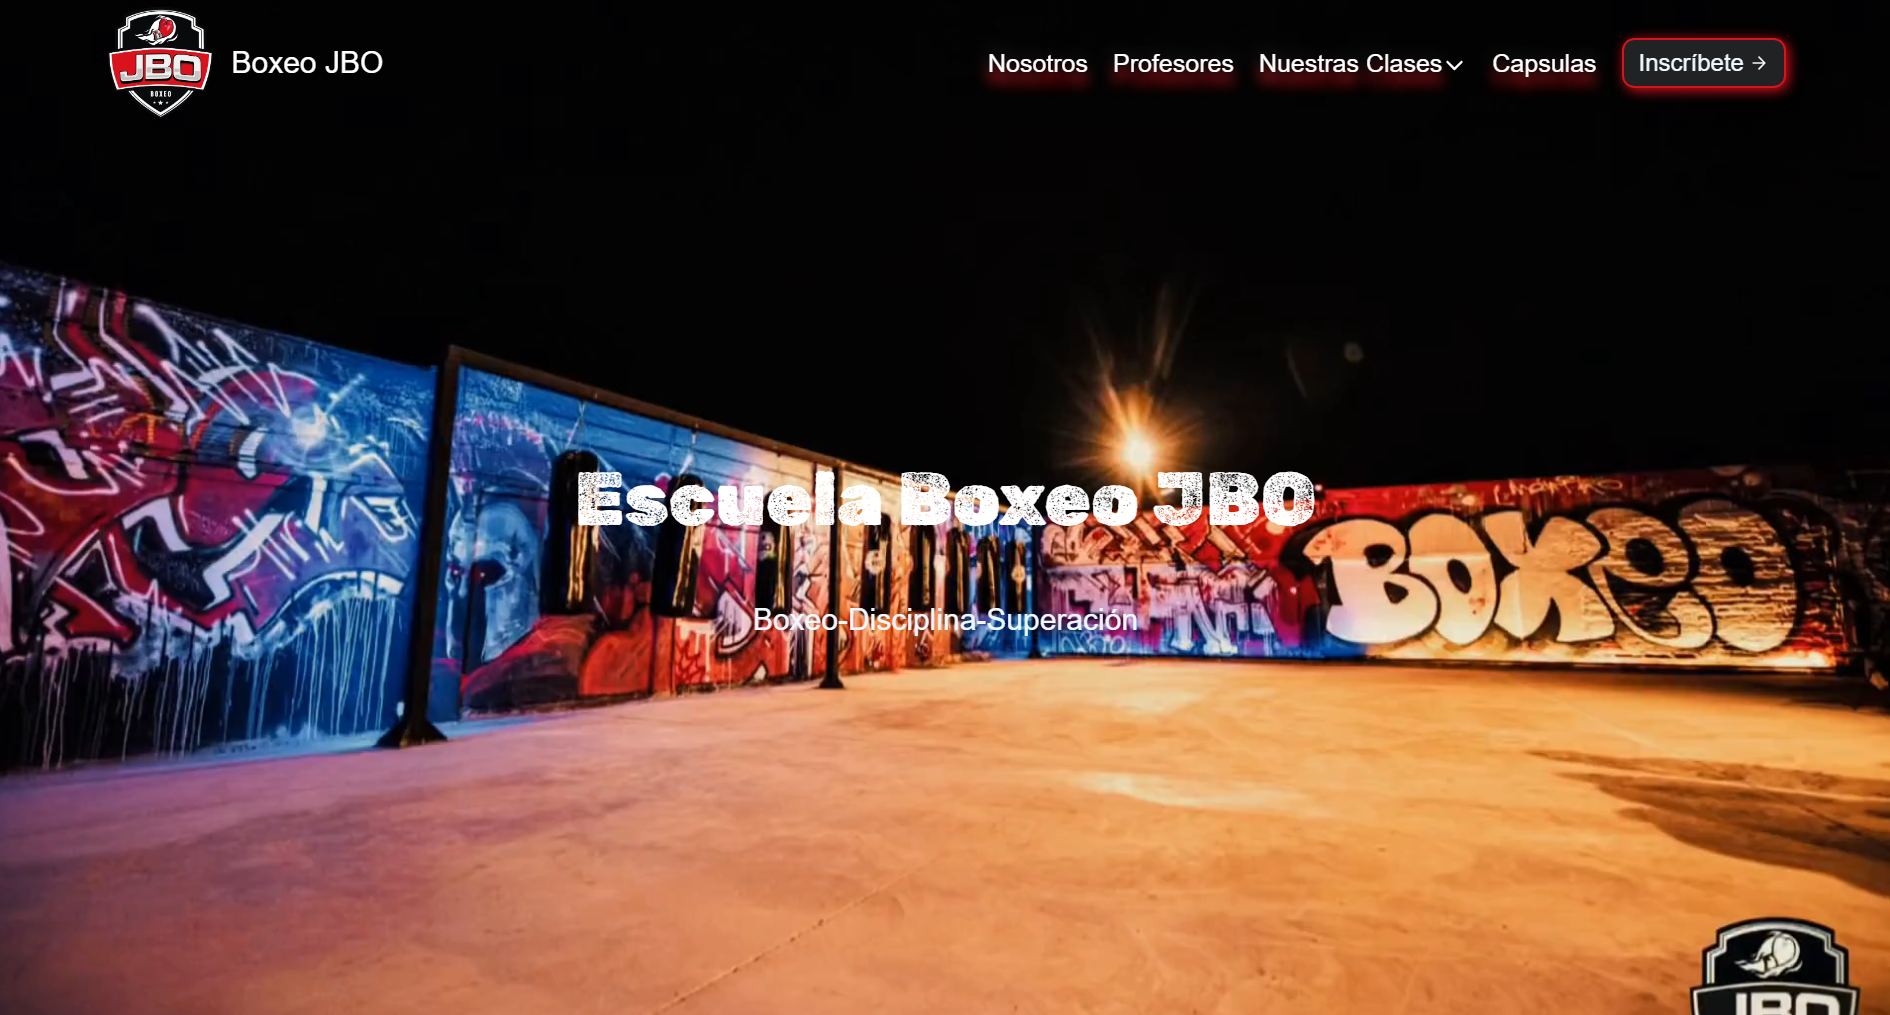 JBO
BOXEO
Boxeo JBO
Nosotros
Profesores
Nuestras Clases
Capsulas
Inscríbete →
Escuela Boxeo JBO
BOXeO
Boxeo-Disciplina-Superación
JBO